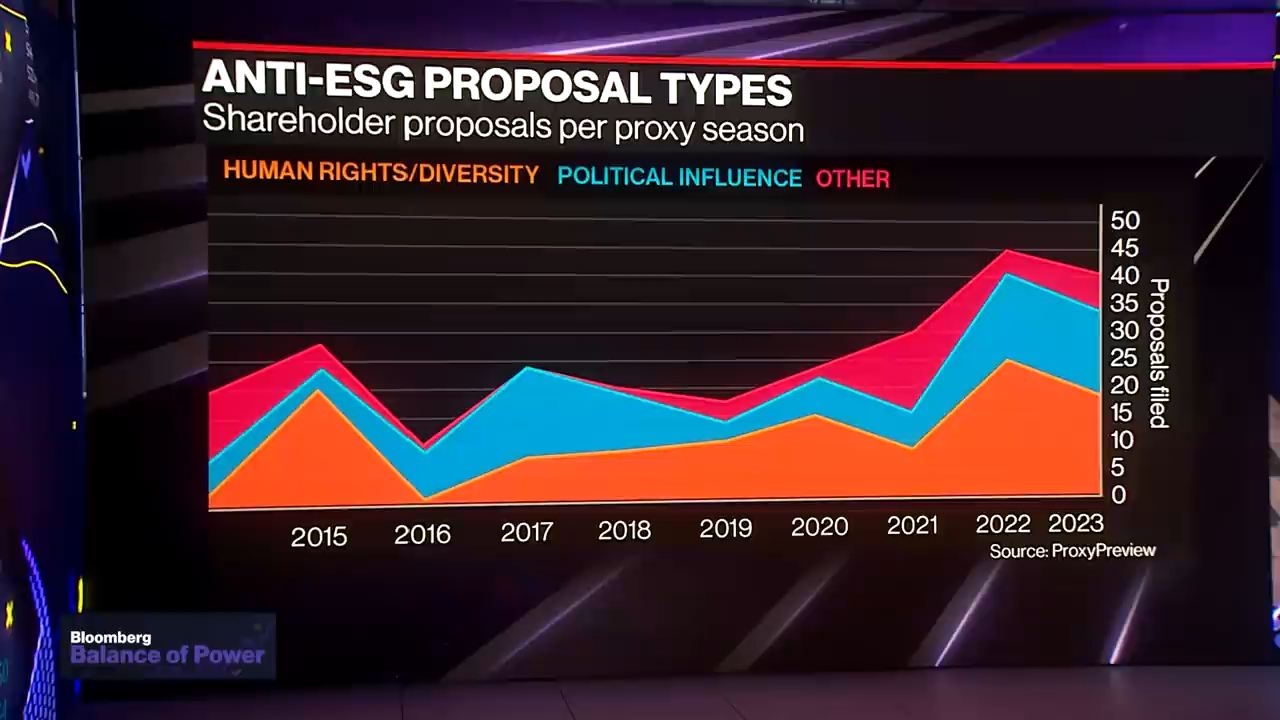 ANTI-ESG PROPOSAL TYPES
Shareholder proposals per proxy season
HUMAN RIGHTS/DIVERSITY POLITICAL INFLUENCE OTHER
50
45
40
35
30
25
20
15
10
5
0
Proposals filed
2015 2016 2017 2018 2019 2020 2021 2022 2023
Source: ProxyPreview
Bloomberg
Balance of Power